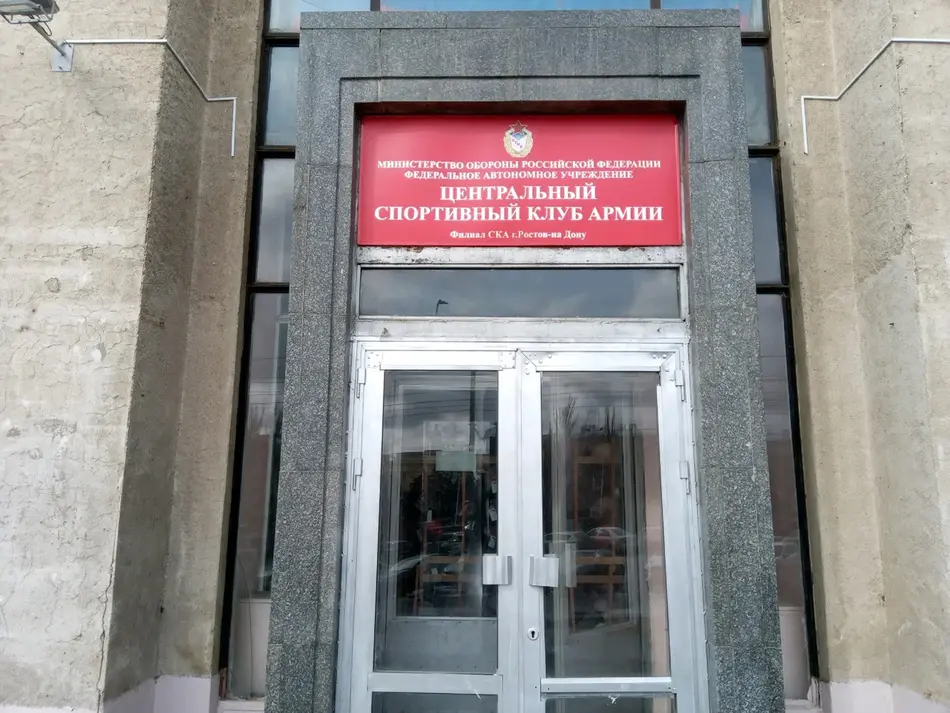 МИНИСТЕРСТВО ОБОРОНЫ РОССИЙСКОЙ ФЕДЕРАЦИИ
ФЕДЕРАЛЬНОЕ АВТОНОМНОЕ УЧРЕЖДЕНИЕ
ЦЕНТРАЛЬНЫЙ
СПОРТИВНЫЙ КЛУБ АРМИИ
Филиал СКА г.Ростов-на Дону